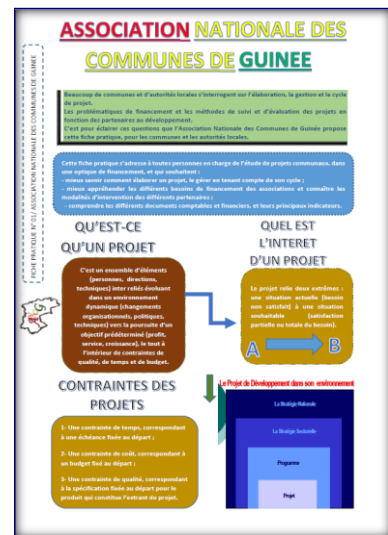 ASSOCIATION NATIONALE DES
COMMUNES DE GUINEE
FICHE PRATIQUE N° 01/ ASSOCIATION NATIONALE DES COMMUNES DE GUINEE
Beaucoup de communes et d'autorités locales s'interrogent sur l'élaboration, la gestion et le cycle
de projet.
Les problématiques de financement et les méthodes de suivi et d'évaluation des projets en
fonction des partenaires au développement.
C'est pour éclairer ces questions que l'Association Nationale des Communes de Guinée propose
cette fiche pratique, pour les communes et les autorités locales.
Cette fiche pratique s'adresse à toutes personnes en charge de l'étude de projets communaux, dans
une optique de financement, et qui souhaitent :
- mieux savoir comment élaborer un projet, le gérer en tenant compte de son cycle ;
- mieux appréhender les différents besoins de financement des associations et connaître les
modalités d'intervention des différents partenaires ;
- comprendre les différents documents comptables et financiers, et leurs principaux indicateurs.
QU'EST-CE
QU'UN PROJET
C'est un ensemble d'éléments
(personnes, directions,
techniques) inter reliés évoluant
dans un environnement
dynamique (changements
organisationnels, politiques,
techniques) vers la poursuite d'un
objectif prédéterminé (profit,
service, croissance), le tout à
l'intérieur de contraintes de
qualité, de temps et de budget.
QUEL EST
L'INTERET
D'UN PROJET
Le projet relie deux extrêmes :
une situation actuelle (besoin
non satisfait) à une situation
souhaitable (satisfaction
partielle ou totale du besoin).
A B
CONTRAINTES DES
PROJETS
1- Une contrainte de temps, correspondant
à une échéance fixée au départ ;
2- Une contrainte de coût, correspondant à
un budget fixé au départ ;
3- Une contrainte de qualité, correspondant
à la spécification fixée au départ pour le
produit qui constitue l'extrant du projet.
Le Projet de Développement dans son environnement
La Stratégie Nationale
La Stratégie Sectorielle
Programme
Projet